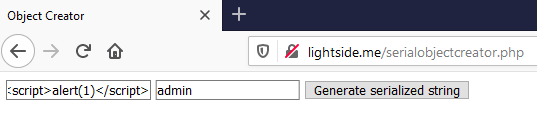 Object Creator
lightside.me/serialobjectcreator.php
<script>alert(1)</script> admin Generate serialized string